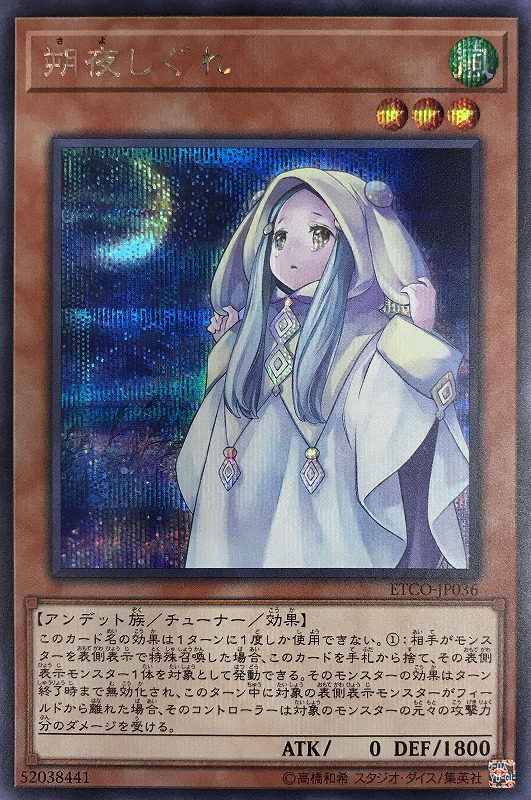 さよ
朔夜しぐれ
風
ETCO-JP036
【アンデット族／チューナー／効果】
このカード名の効果は1ターンに1度しか使用できない。①：相手がモンス
ターを表側表示で特殊召喚した場合、このカードを手札から捨て、その表側
表示モンスター1体を対象として発動できる。そのモンスターの効果はターン
終了時まで無効化され、このターン中に対象の表側表示モンスターがフィー
ルドから離れた場合、そのコントローラーは対象のモンスターの元々の攻撃力
分のダメージを受ける。
ATK/ 0 DEF/1800
52038441 ©高橋和希 スタジオ・ダイス/集英社